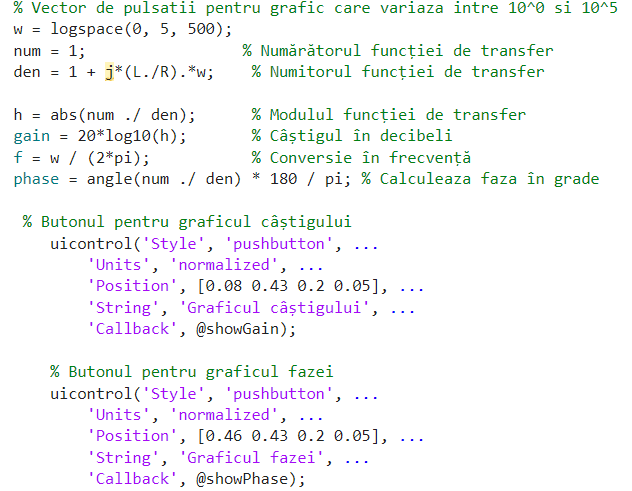 % Vector de pulsatii pentru grafic care variaza intre 10^0 si 10^5
w = logspace(0, 5, 500);
num = 1; % Numărătorul funcției de transfer
den = 1 + j*(L./R).*w; % Numitorul funcției de transfer
h = abs(num ./ den); % Modulul funcției de transfer
gain = 20*log10(h); % Câștigul în decibeli
f = w / (2*pi); % Conversie în frecvență
phase = angle(num ./ den) * 180 / pi; % Calculeaza faza în grade
% Butonul pentru graficul câștigului
uicontrol('Style', 'pushbutton', ...
'Units', 'normalized', ...
'Position', [0.08 0.43 0.2 0.05], ...
'String', 'Graficul câștigului', ...
'Callback', @showGain);
% Butonul pentru graficul fazei
uicontrol('Style', 'pushbutton', ...
'Units', 'normalized', ...
'Position', [0.46 0.43 0.2 0.05], ...
'String', 'Graficul fazei', ...
'Callback', @showPhase);